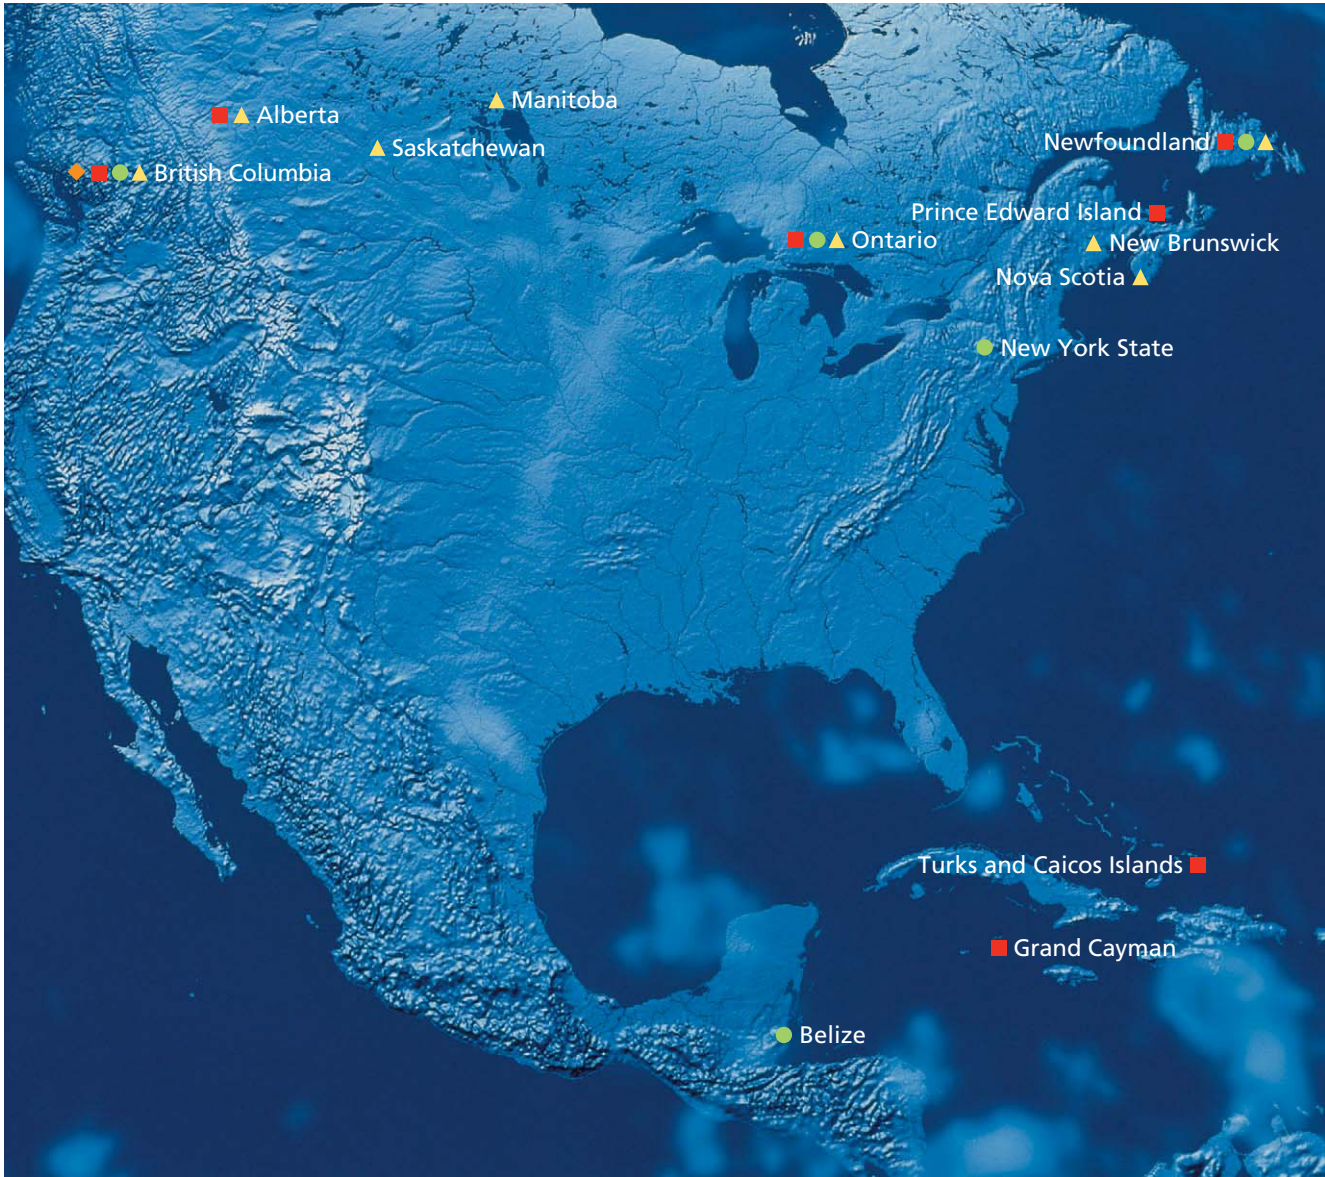 Manitoba
Alberta
Saskatchewan
Newfoundland
British Columbia
Prince Edward Island
Ontario
New Brunswick
Nova Scotia
New York State
Turks and Caicos Islands
Grand Cayman
Belize